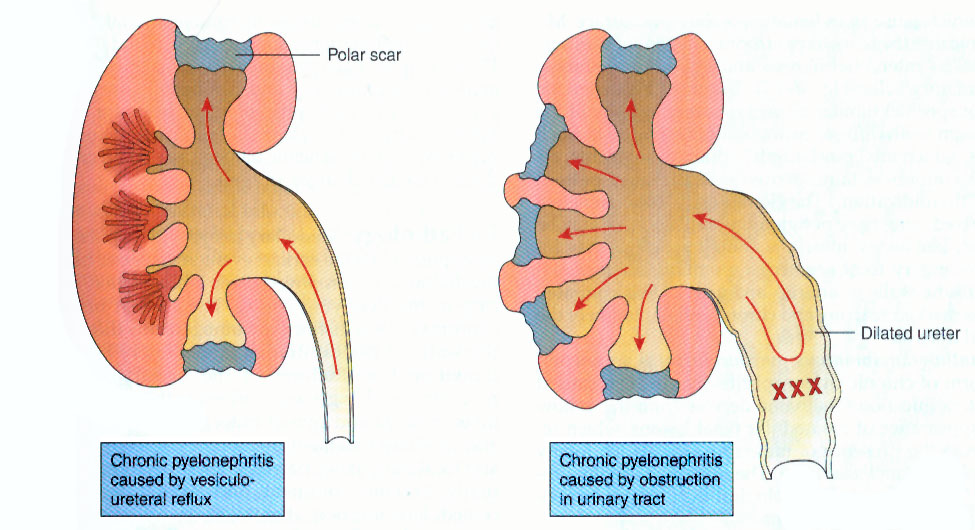 Polar scar
Dilated ureter
XXX
Chronic pyelonephritis
caused by vesiculo-
ureteral reflux
Chronic pyelonephritis
caused by obstruction
in urinary tract